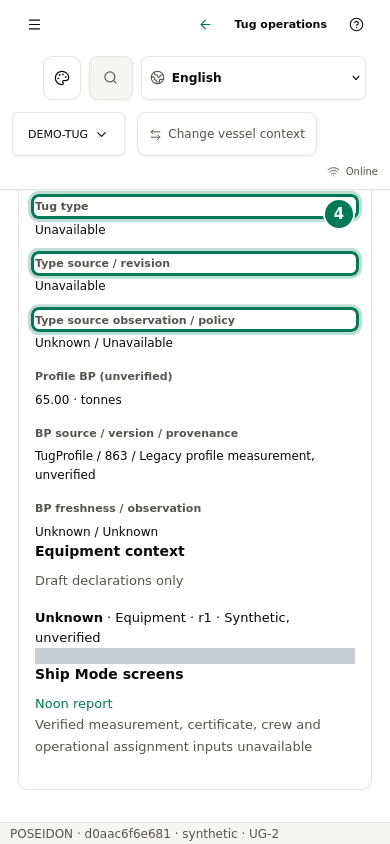 Tug operations
English
DEMO-TUG
Change vessel context
Online
Tug type
4
Unavailable
Type source / revision
Unavailable
Type source observation / policy
Unknown / Unavailable
Profile BP (unverified)
65.00 · tonnes
BP source / version / provenance
TugProfile / 863 / Legacy profile measurement,
unverified
BP freshness / observation
Unknown / Unknown
Equipment context
Draft declarations only
Unknown · Equipment · r1 · Synthetic,
unverified
Ship Mode screens
Noon report
Verified measurement, certificate, crew and
operational assignment inputs unavailable
POSEIDON · d0aac6f6e681 · synthetic · UG-2